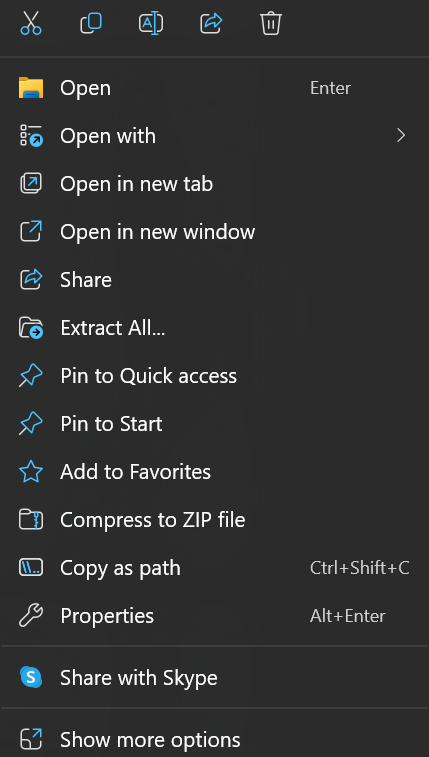 Open Enter
Open with
Open in new tab
Open in new window
Share
Extract All...
Pin to Quick access
Pin to Start
Add to Favorites
Compress to ZIP file
Copy as path Ctrl+Shift+C
Properties Alt+Enter
Share with Skype
Show more options